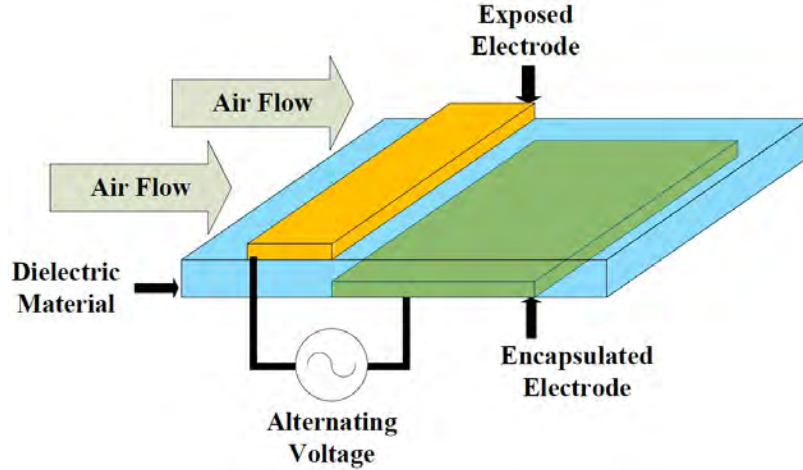 Exposed
Electrode
Air Flow
Air Flow
Dielectric
Material
Encapsulated
Electrode
Alternating
Voltage